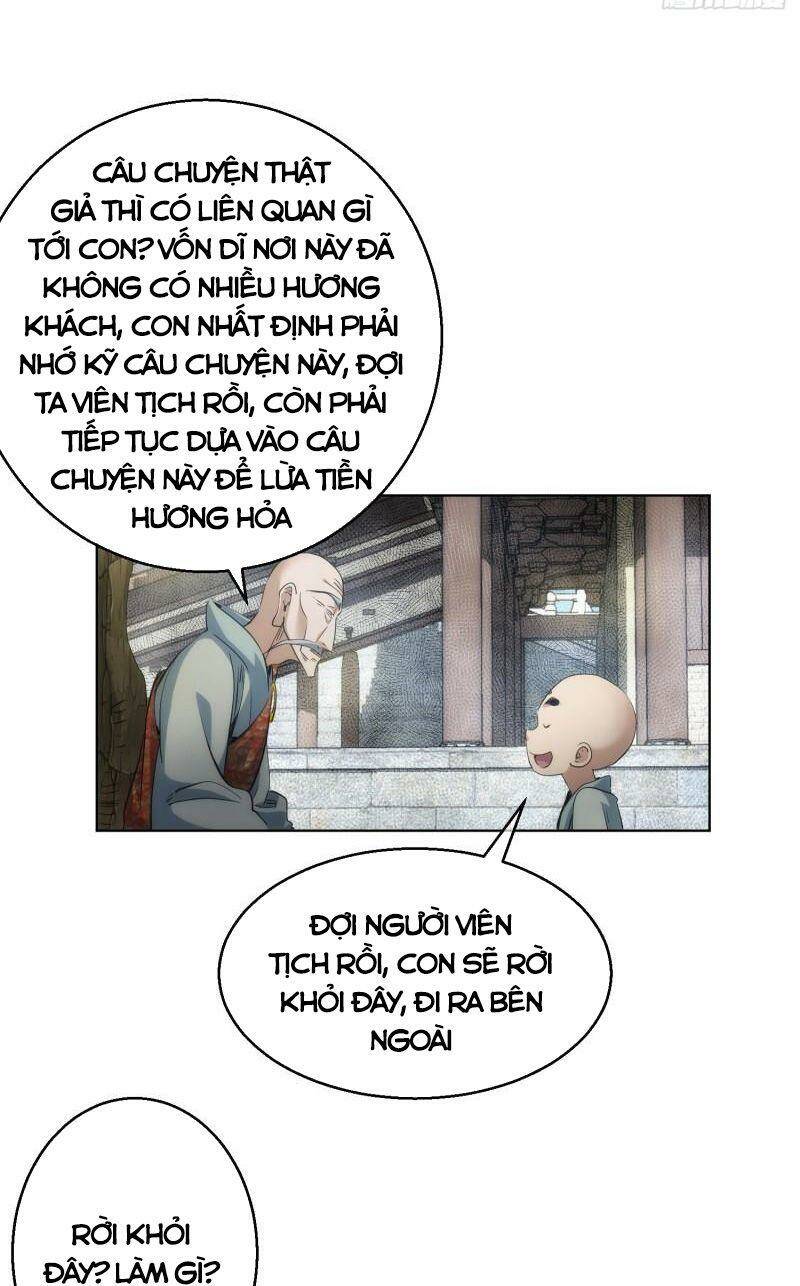 CÂU CHUYỆN THẬT
GIẢ THÌ CÓ LIÊN QUAN GÌ
TỚI CON? VỐN DĨ NƠI NÀY ĐÃ
KHÔNG CÓ NHIỀU HƯƠNG
KHÁCH, CON NHẤT ĐỊNH PHẢI
NHỚ KỸ CÂU CHUYỆN NÀY, ĐỢI
TA VIÊN TỊCH RỒI, CÒN PHẢI
TIẾP TỤC DỰA VÀO CÂU
CHUYỆN NÀY ĐỂ LỪA TIỀN
HƯƠNG HỎA
ĐỢI NGƯỜI VIÊN
TỊCH RỒI, CON SẼ RỜI
KHỎI ĐÂY, ĐI RA BÊN
NGOÀI
RỜI KHỎI
ĐÂY? LÀM GÌ?